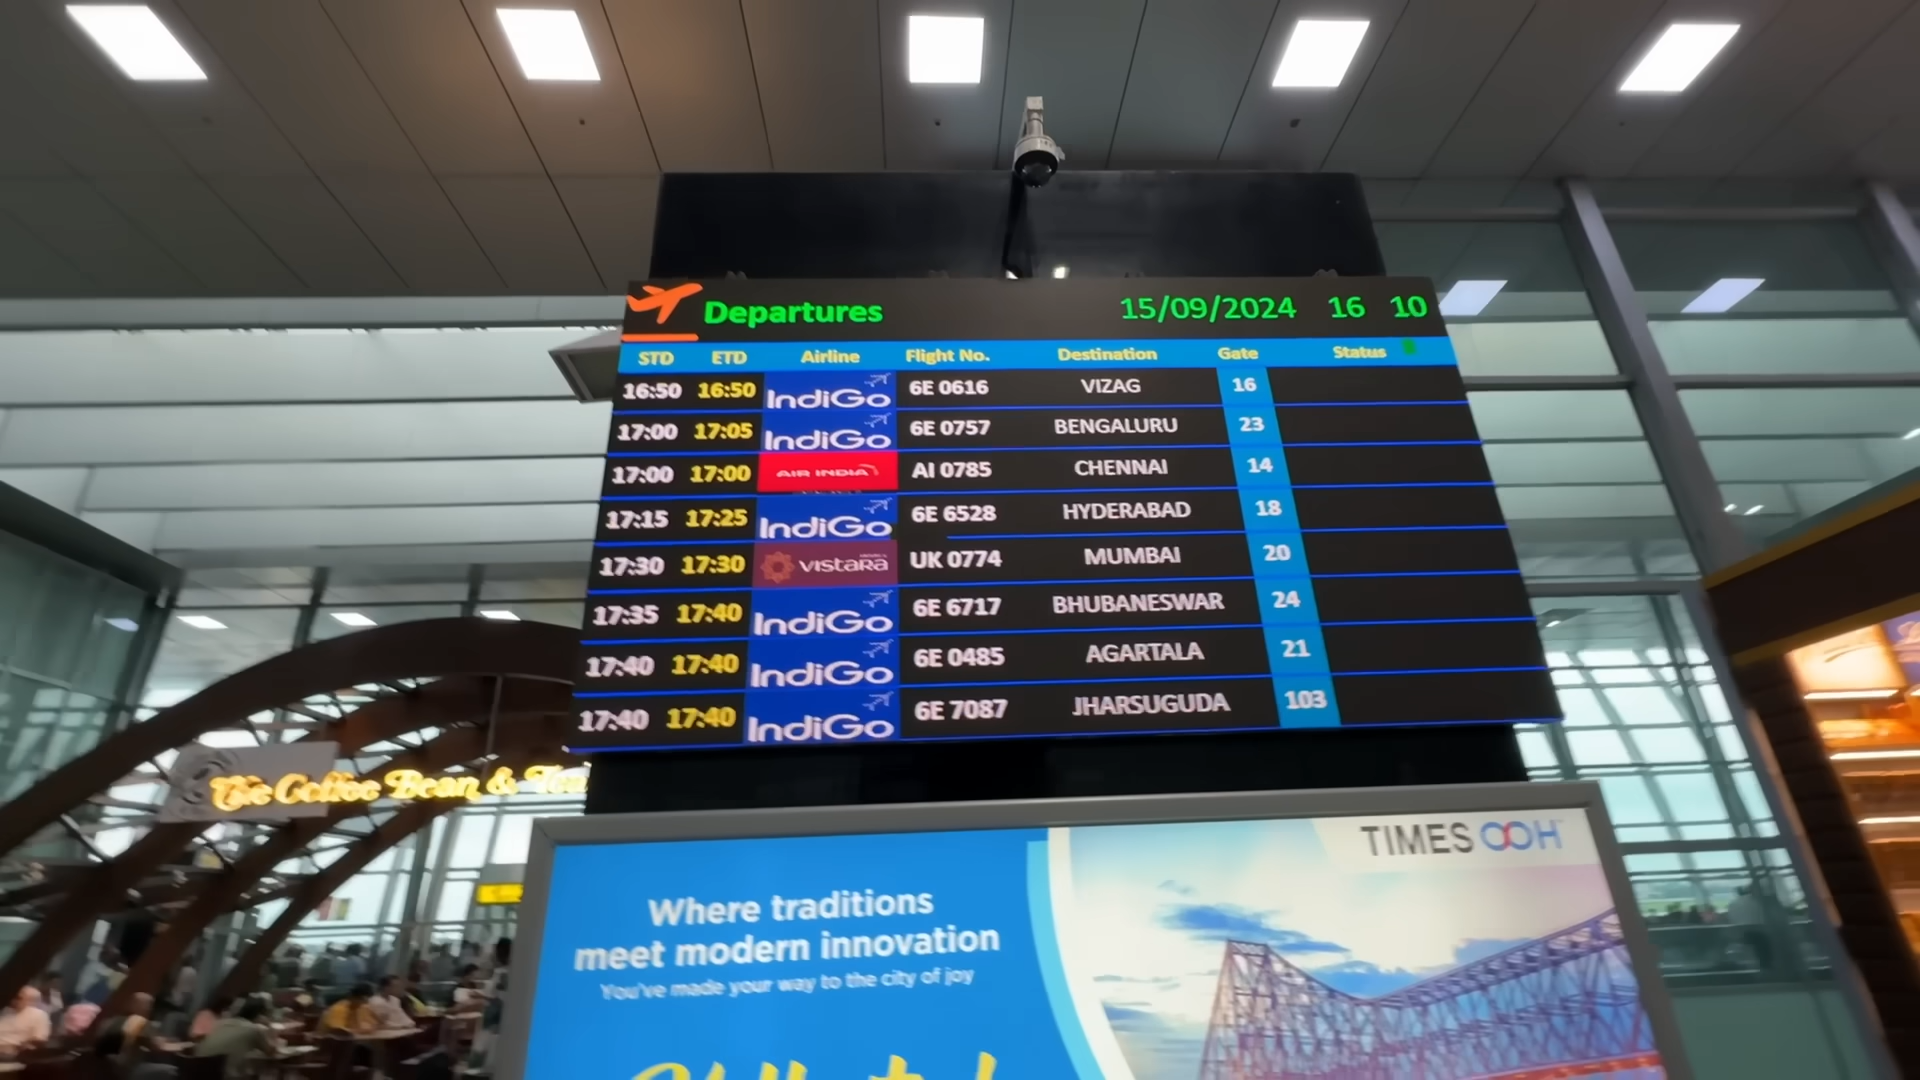 Departures 15/09/2024 16 10
STD ETD Airline Flight No. Destination Gate Status
16:50 16:50 IndiGo 6E 0616 VIZAG 16
17:00 17:05 IndiGo 6E 0757 BENGALURU 23
17:00 17:00 AIR INDIA AI 0785 CHENNAI 14
17:15 17:25 IndiGo 6E 6528 HYDERABAD 18
17:30 17:30 VISTARA UK 0774 MUMBAI 20
17:35 17:40 IndiGo 6E 6717 BHUBANESWAR 24
17:40 17:40 IndiGo 6E 0485 AGARTALA 21
17:40 17:40 IndiGo 6E 7087 JHARSUGUDA 103
The Coffee Bean & Tea
TIMES OOH
Where traditions
meet modern innovation
You've made your way to the city of joy